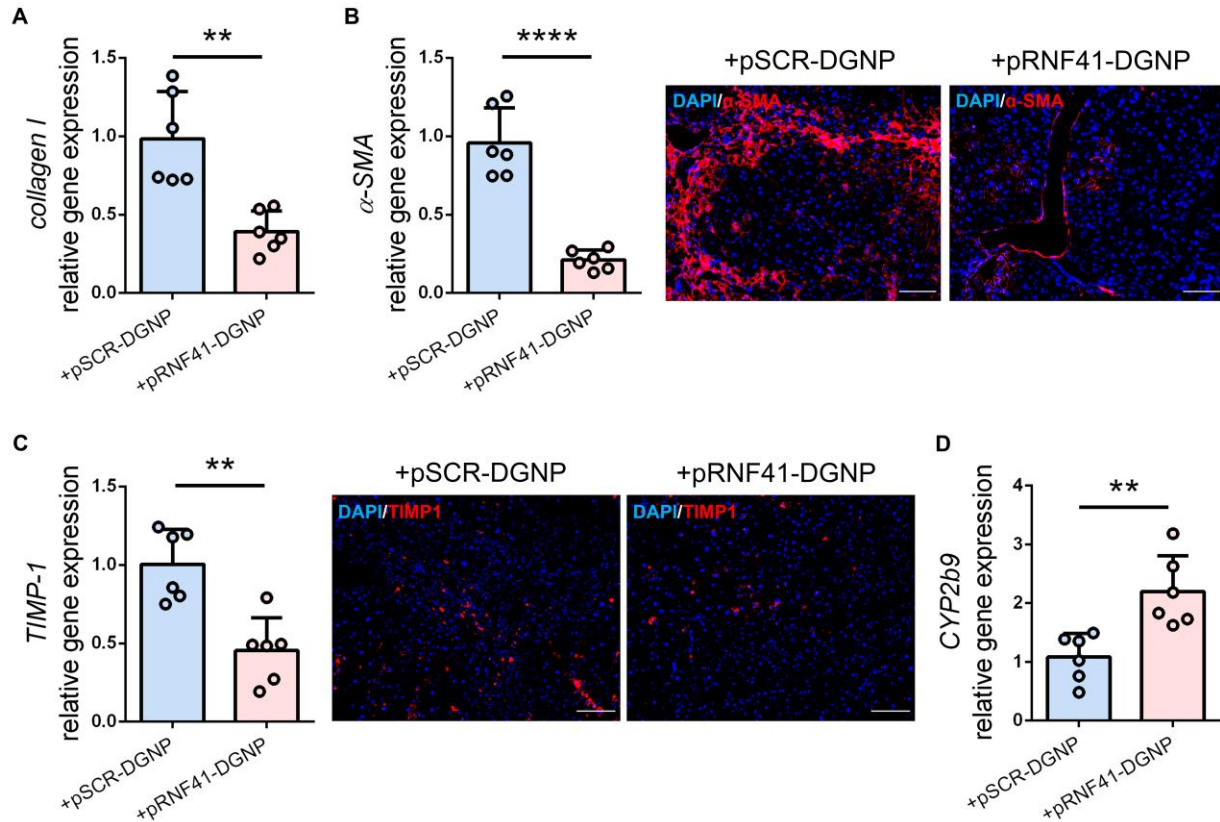 A
collagen I
relative gene expression
1.5
1.0
0.5
0.0
**
+pSCR-DGNP
+pRNF41-DGNP
B
α-SMA
relative gene expression
1.5
1.0
0.5
0.0
****
+pSCR-DGNP
+pRNF41-DGNP
+pSCR-DGNP
DAPI/α-SMA
+pRNF41-DGNP
DAPI/α-SMA
C
TIMP-1
relative gene expression
1.5
1.0
0.5
0.0
**
+pSCR-DGNP
+pRNF41-DGNP
+pSCR-DGNP
DAPI/TIMP1
+pRNF41-DGNP
DAPI/TIMP1
D
CYP2b9
relative gene expression
4
3
2
1
0
**
+pSCR-DGNP
+pRNF41-DGNP